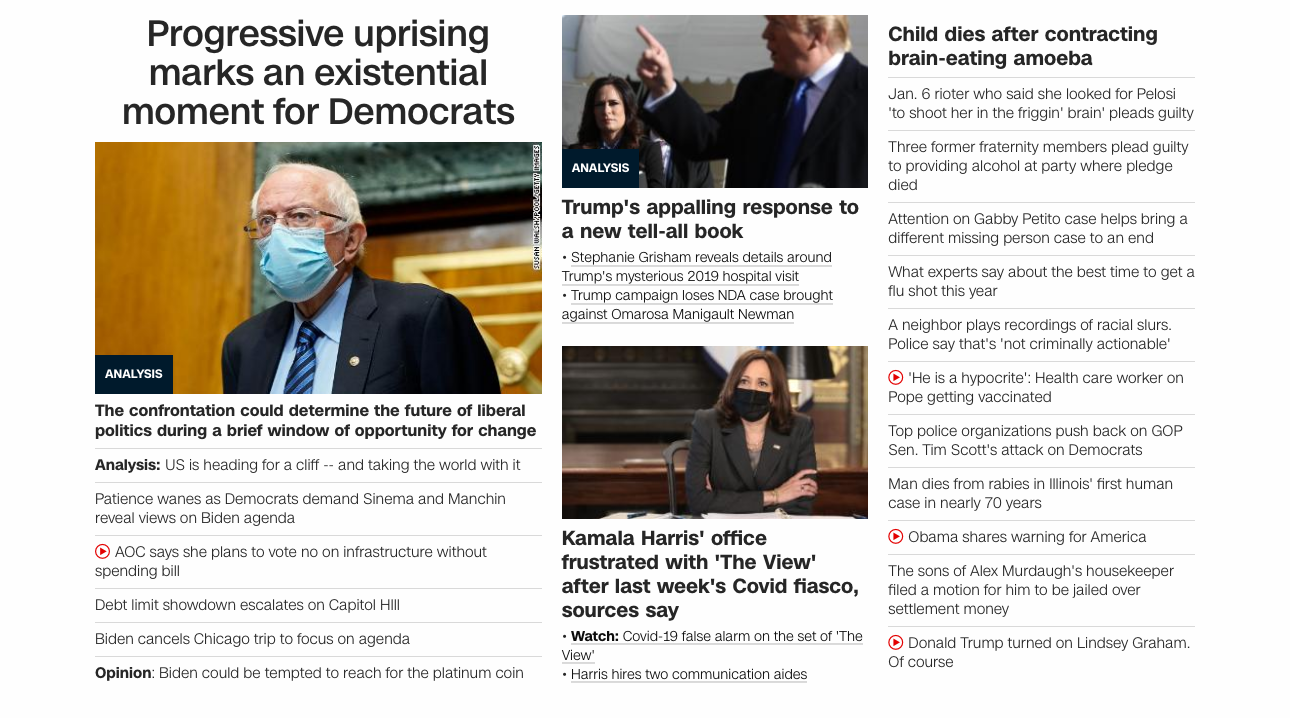 Progressive uprising
marks an existential
moment for Democrats
SUSAN WALSH/POOL/GETTY IMAGES
ANALYSIS
The confrontation could determine the future of liberal
politics during a brief window of opportunity for change
Analysis: US is heading for a cliff -- and taking the world with it
Patience wanes as Democrats demand Sinema and Manchin
reveal views on Biden agenda
AOC says she plans to vote no on infrastructure without
spending bill
Debt limit showdown escalates on Capitol HIll
Biden cancels Chicago trip to focus on agenda
Opinion: Biden could be tempted to reach for the platinum coin
ANALYSIS
Trump's appalling response to
a new tell-all book
• Stephanie Grisham reveals details around
Trump's mysterious 2019 hospital visit
• Trump campaign loses NDA case brought
against Omarosa Manigault Newman
Kamala Harris' office
frustrated with 'The View'
after last week's Covid fiasco,
sources say
• Watch: Covid-19 false alarm on the set of 'The
View'
• Harris hires two communication aides
Child dies after contracting
brain-eating amoeba
Jan. 6 rioter who said she looked for Pelosi
'to shoot her in the friggin' brain' pleads guilty
Three former fraternity members plead guilty
to providing alcohol at party where pledge
died
Attention on Gabby Petito case helps bring a
different missing person case to an end
What experts say about the best time to get a
flu shot this year
A neighbor plays recordings of racial slurs.
Police say that's 'not criminally actionable'
'He is a hypocrite': Health care worker on
Pope getting vaccinated
Top police organizations push back on GOP
Sen. Tim Scott's attack on Democrats
Man dies from rabies in Illinois' first human
case in nearly 70 years
Obama shares warning for America
The sons of Alex Murdaugh's housekeeper
filed a motion for him to be jailed over
settlement money
Donald Trump turned on Lindsey Graham.
Of course